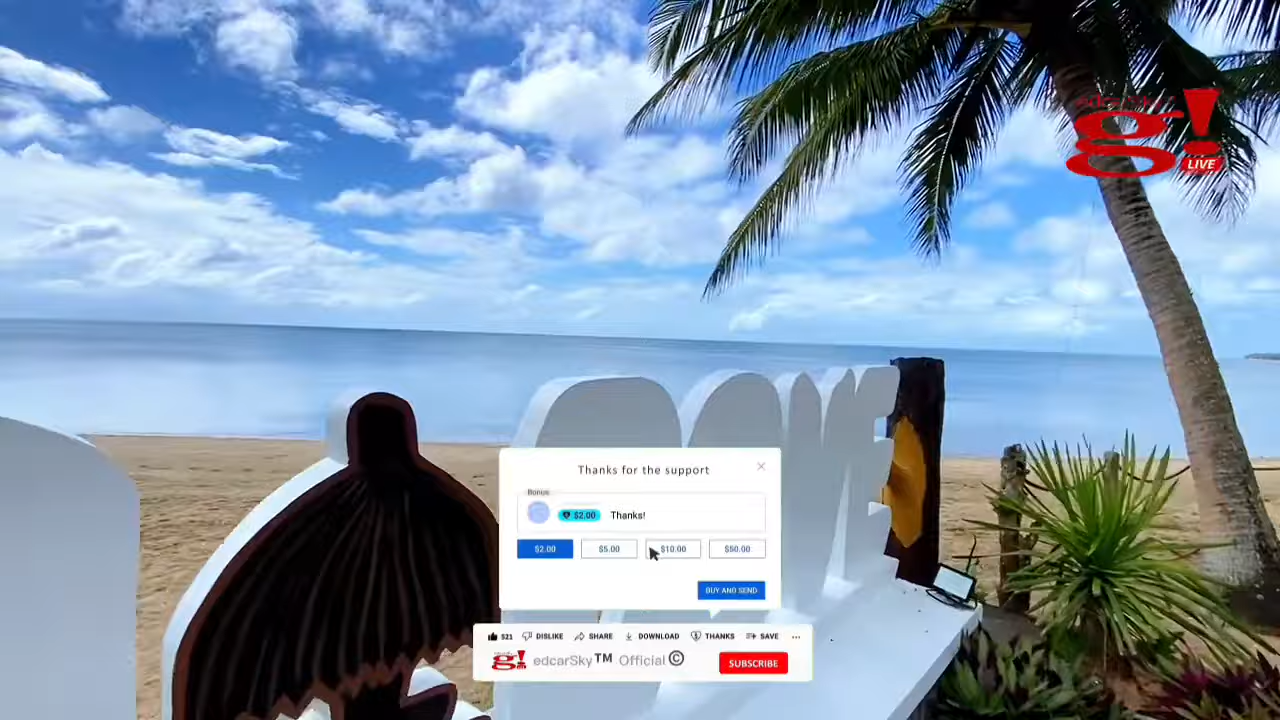 edcarSky
g!
LIVE
Thanks for the support
Bonus
$2.00 Thanks!
$2.00 $5.00 $10.00 $50.00
BUY AND SEND
521 DISLIKE SHARE DOWNLOAD THANKS SAVE
g! edcarSky™ Official ©
SUBSCRIBE